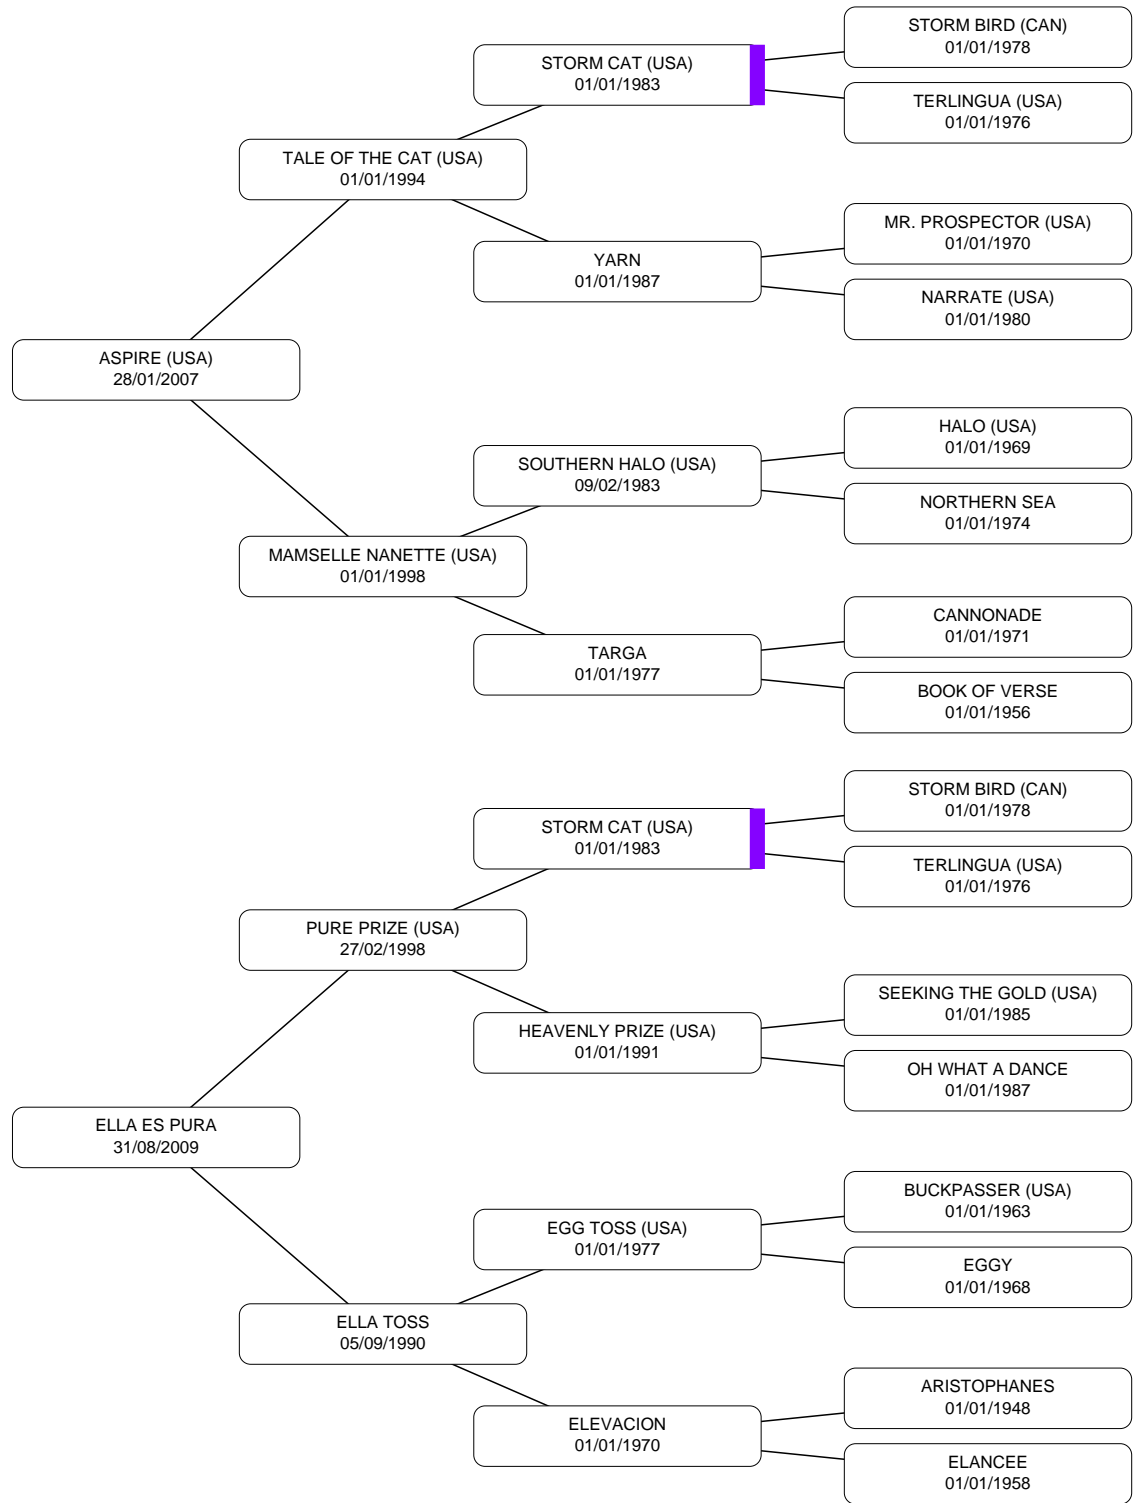 STORM BIRD (CAN)
01/01/1978
STORM CAT (USA)
01/01/1983
TERLINGUA (USA)
01/01/1976
TALE OF THE CAT (USA)
01/01/1994
MR. PROSPECTOR (USA)
01/01/1970
YARN
01/01/1987
NARRATE (USA)
01/01/1980
ASPIRE (USA)
28/01/2007
HALO (USA)
01/01/1969
SOUTHERN HALO (USA)
09/02/1983
NORTHERN SEA
01/01/1974
MAMSELLE NANETTE (USA)
01/01/1998
CANNONADE
01/01/1971
TARGA
01/01/1977
BOOK OF VERSE
01/01/1956
STORM BIRD (CAN)
01/01/1978
STORM CAT (USA)
01/01/1983
TERLINGUA (USA)
01/01/1976
PURE PRIZE (USA)
27/02/1998
SEEKING THE GOLD (USA)
01/01/1985
HEAVENLY PRIZE (USA)
01/01/1991
OH WHAT A DANCE
01/01/1987
ELLA ES PURA
31/08/2009
BUCKPASSER (USA)
01/01/1963
EGG TOSS (USA)
01/01/1977
EGGY
01/01/1968
ELLA TOSS
05/09/1990
ARISTOPHANES
01/01/1948
ELEVACION
01/01/1970
ELANCEE
01/01/1958